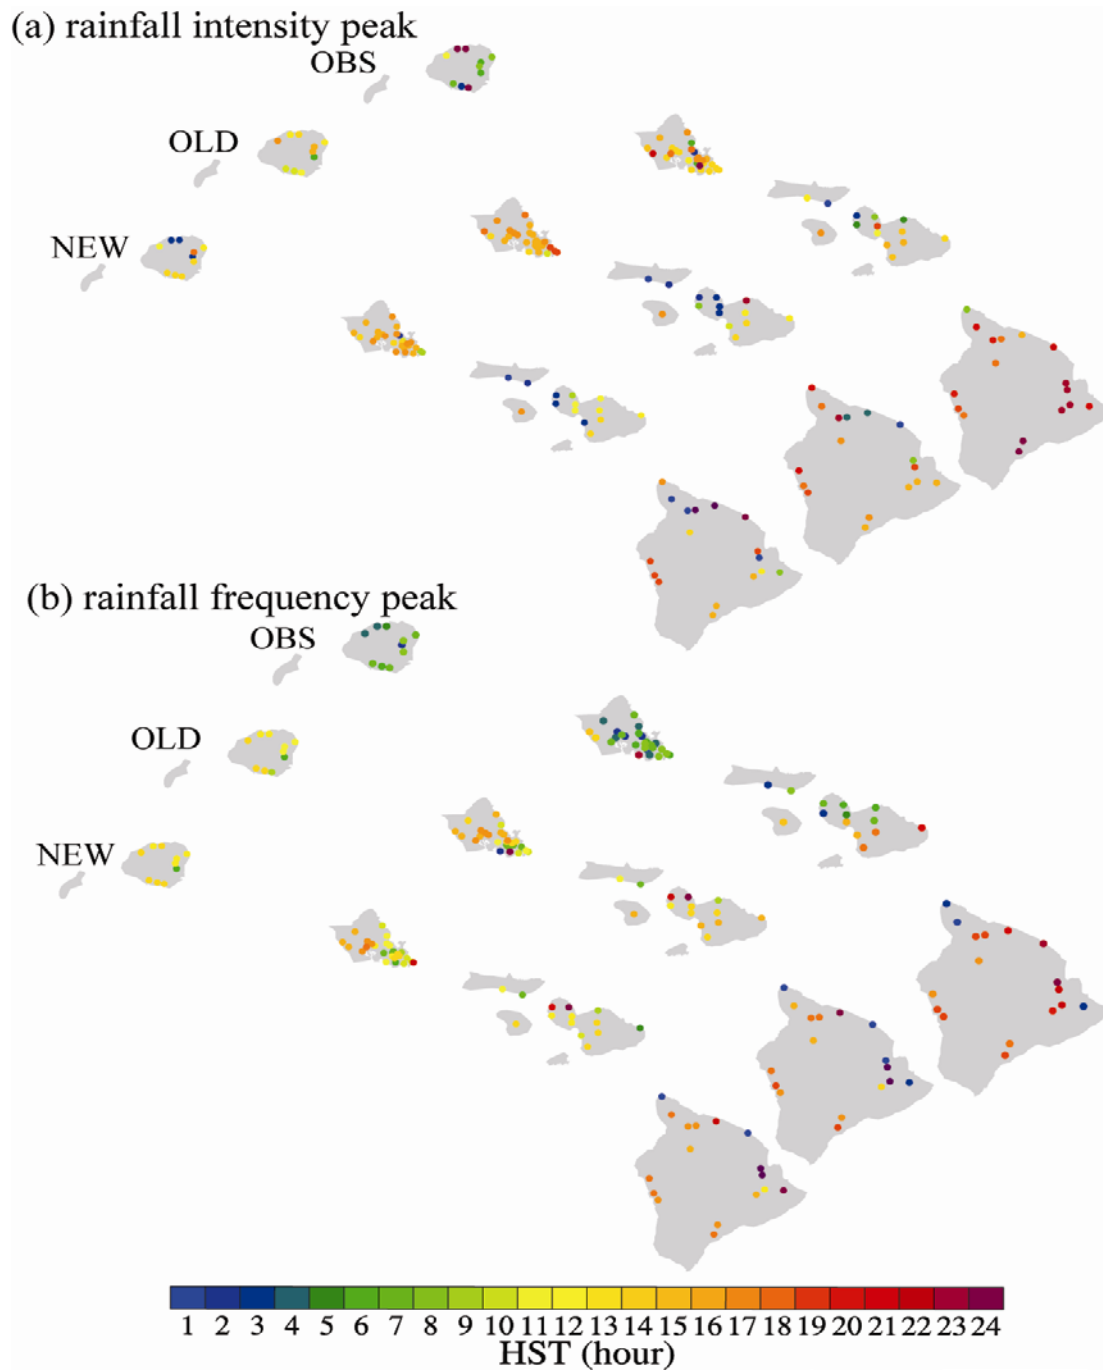 (a) rainfall intensity peak
OBS
OLD
NEW
(b) rainfall frequency peak
OBS
OLD
NEW
1 2 3 4 5 6 7 8 9 10 11 12 13 14 15 16 17 18 19 20 21 22 23 24
HST (hour)